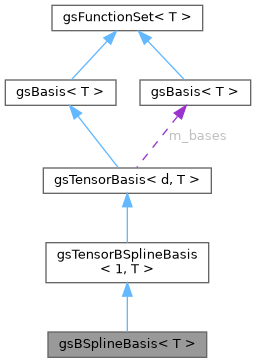 gsFunctionSet< T >
gsBasis< T >
gsBasis< T >
m_bases
gsTensorBasis< d, T >
gsTensorBSplineBasis
< 1, T >
gsBSplineBasis< T >